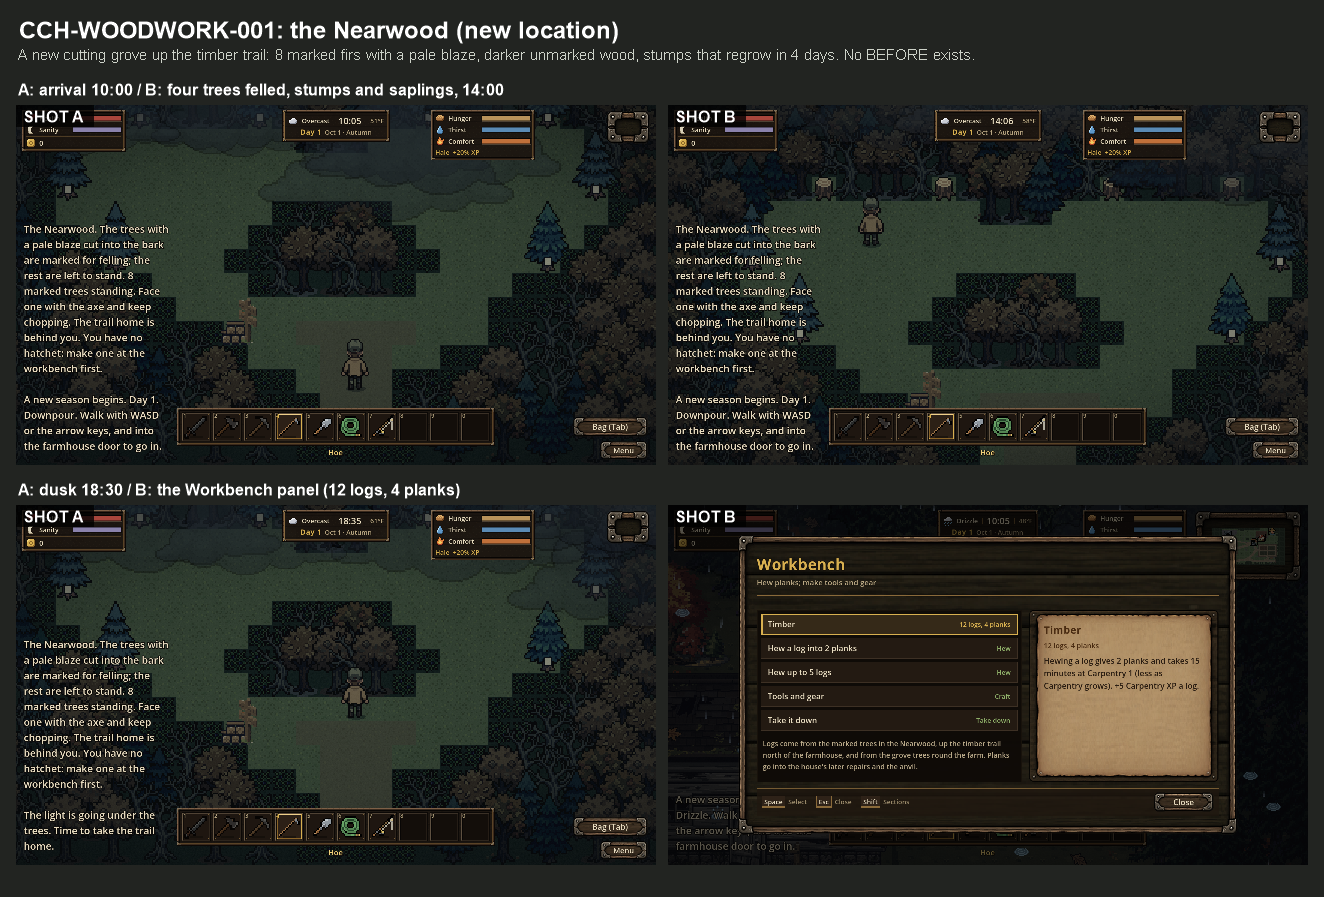 CCH-WOODWORK-001: the Nearwood (new location)
A new cutting grove up the timber trail: 8 marked firs with a pale blaze, darker unmarked wood, stumps that regrow in 4 days. No BEFORE exists.
A: arrival 10:00 / B: four trees felled, stumps and saplings, 14:00
SHOT A
Sanity
0
Overcast 10:05 51°F
Day 1 Oct 1 · Autumn
Hunger
Thirst
Comfort
Hale +20% XP
The Nearwood. The trees with
a pale blaze cut into the bark
are marked for felling; the
rest are left to stand. 8
marked trees standing. Face
one with the axe and keep
chopping. The trail home is
behind you. You have no
hatchet: make one at the
workbench first.
A new season begins. Day 1.
Downpour. Walk with WASD
or the arrow keys, and into
the farmhouse door to go in.
Hoe
Bag (Tab)
Menu
SHOT B
Sanity
0
Overcast 14:06 58°F
Day 1 Oct 1 · Autumn
Hunger
Thirst
Comfort
Hale +20% XP
The Nearwood. The trees with
a pale blaze cut into the bark
are marked for felling; the
rest are left to stand. 8
marked trees standing. Face
one with the axe and keep
chopping. The trail home is
behind you. You have no
hatchet: make one at the
workbench first.
A new season begins. Day 1.
Downpour. Walk with WASD
or the arrow keys, and into
the farmhouse door to go in.
Hoe
Bag (Tab)
Menu
A: dusk 18:30 / B: the Workbench panel (12 logs, 4 planks)
SHOT A
Sanity
0
Overcast 18:35 61°F
Day 1 Oct 1 · Autumn
Hunger
Thirst
Comfort
Hale +20% XP
The Nearwood. The trees with
a pale blaze cut into the bark
are marked for felling; the
rest are left to stand. 8
marked trees standing. Face
one with the axe and keep
chopping. The trail home is
behind you. You have no
hatchet: make one at the
workbench first.
The light is going under the
trees. Time to take the trail
home.
Hoe
Bag (Tab)
Menu
SHOT B
Sanity
0
Drizzle 10:05
Day 1 Oct 1 · Autumn
Hunger
Workbench
Hew planks; make tools and gear
Timber 12 logs, 4 planks
Hew a log into 2 planks Hew
Hew up to 5 logs Hew
Tools and gear Craft
Take it down Take down
Logs come from the marked trees in the Nearwood, up the timber trail
north of the farmhouse, and from the grove trees round the farm. Planks
go into the house's later repairs and the anvil.
Space Select Esc Close Shift Sections
Timber
12 logs, 4 planks
Hewing a log gives 2 planks and takes 15
minutes at Carpentry 1 (less as
Carpentry grows). +5 Carpentry XP a log.
Close
A new season
Drizzle. Walk
the arrow ke
farmhouse door to go in.
Hoe